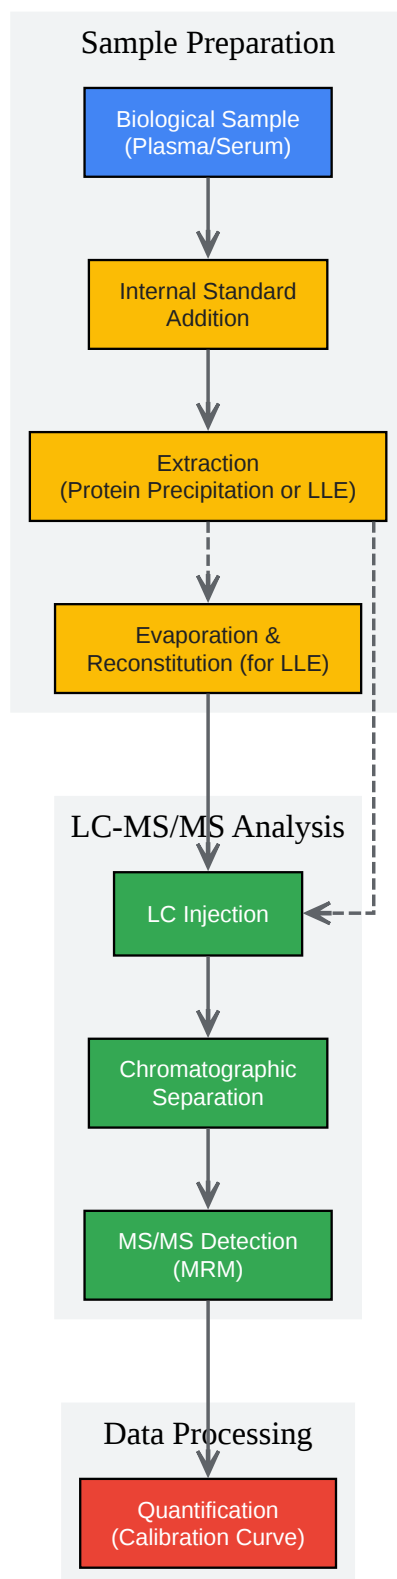 Sample Preparation
Biological Sample
(Plasma/Serum)
Internal Standard
Addition
Extraction
(Protein Precipitation or LLE)
Evaporation &
Reconstitution (for LLE)
LC-MS/MS Analysis
LC Injection
Chromatographic
Separation
MS/MS Detection
(MRM)
Data Processing
Quantification
(Calibration Curve)